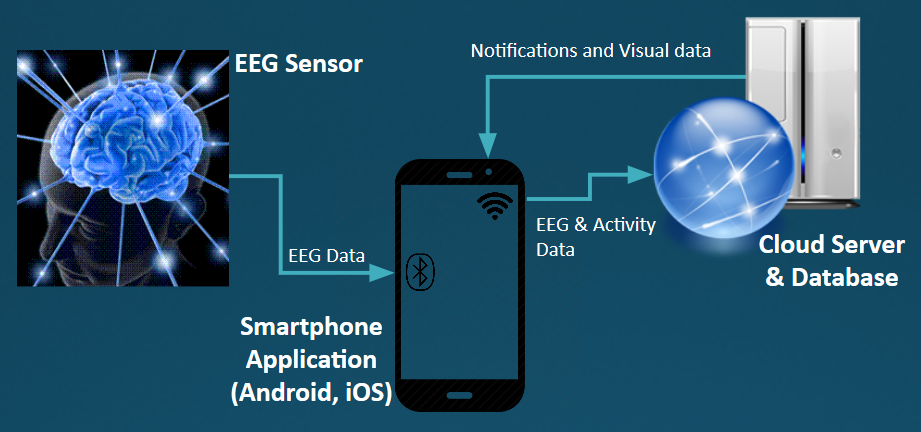 EEG Sensor
Notifications and Visual data
EEG & Activity
Data
Cloud Server
& Database
EEG Data
Smartphone
Application
(Android, iOS)